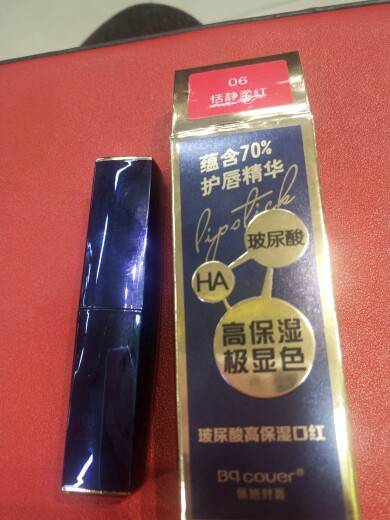 06
恬静柔红
蕴含70%
护唇精华
lipstick
玻尿酸
HA
高保湿
极显色
玻尿酸高保湿口红
BQ cover®